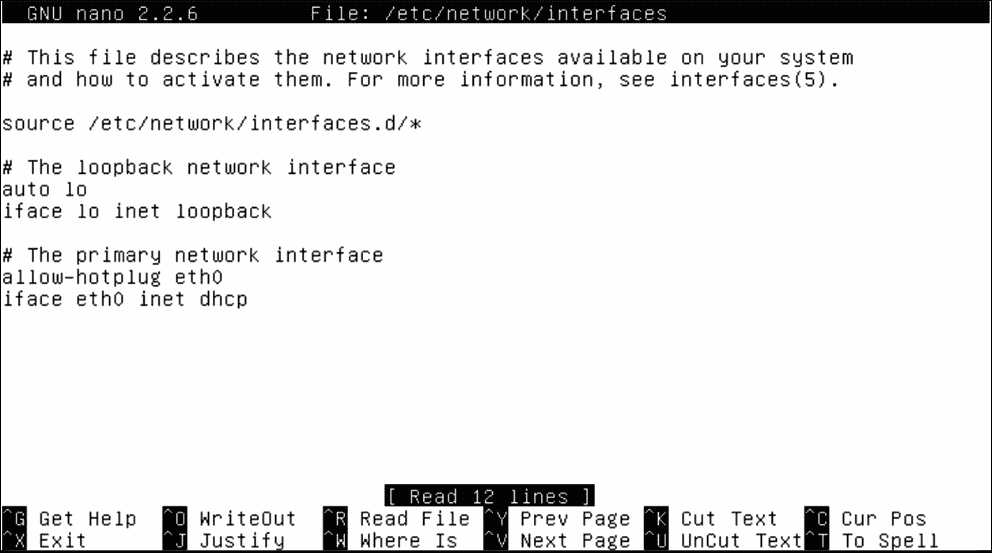 GNU nano 2.2.6 File: /etc/network/interfaces
# This file describes the network interfaces available on your system
# and how to activate them. For more information, see interfaces(5).
source /etc/network/interfaces.d/*
# The loopback network interface
auto lo
iface lo inet loopback
# The primary network interface
allow-hotplug eth0
iface eth0 inet dhcp
[ Read 12 lines ]
^G Get Help ^O WriteOut ^R Read File ^Y Prev Page ^K Cut Text ^C Cur Pos
^X Exit ^J Justify ^W Where Is ^V Next Page ^U UnCut Text ^T To Spell